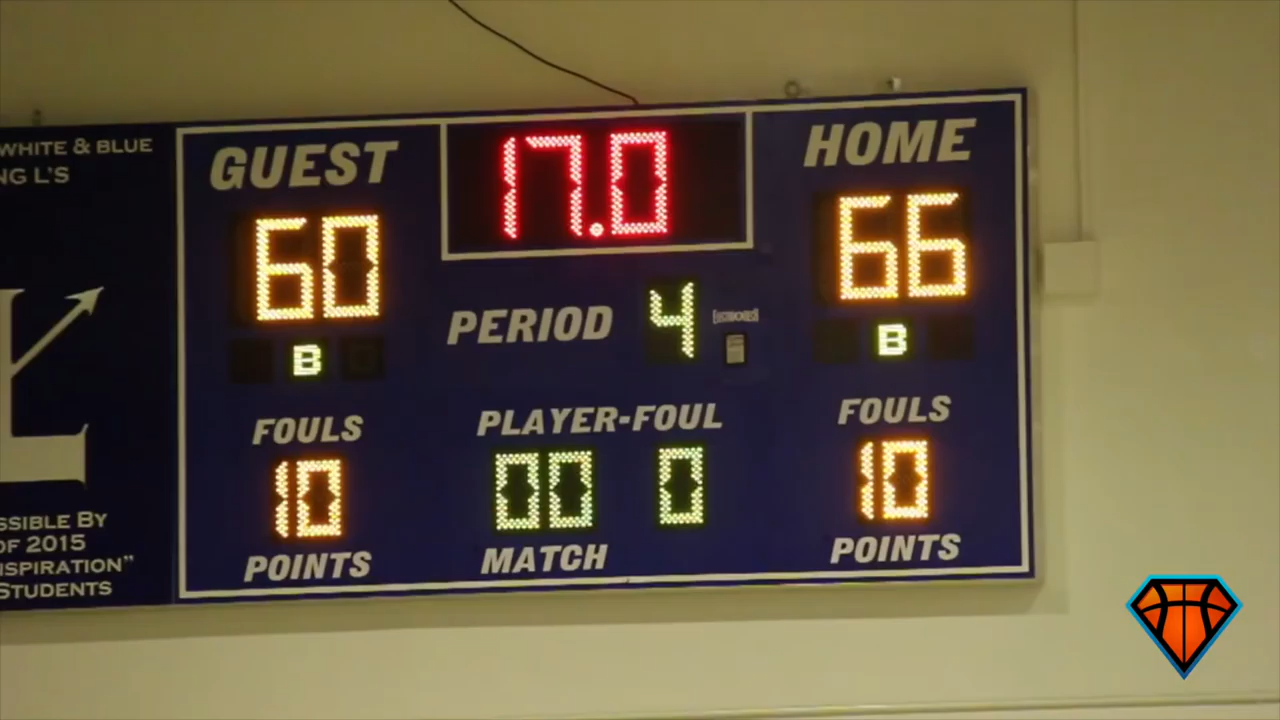 WHITE & BLUE
NG L'S
SSIBLE BY
OF 2015
SPIRATION"
STUDENTS
GUEST
17.0
HOME
60
66
PERIOD 4
B
B
FOULS
PLAYER-FOUL
FOULS
10
00 0
10
POINTS
MATCH
POINTS